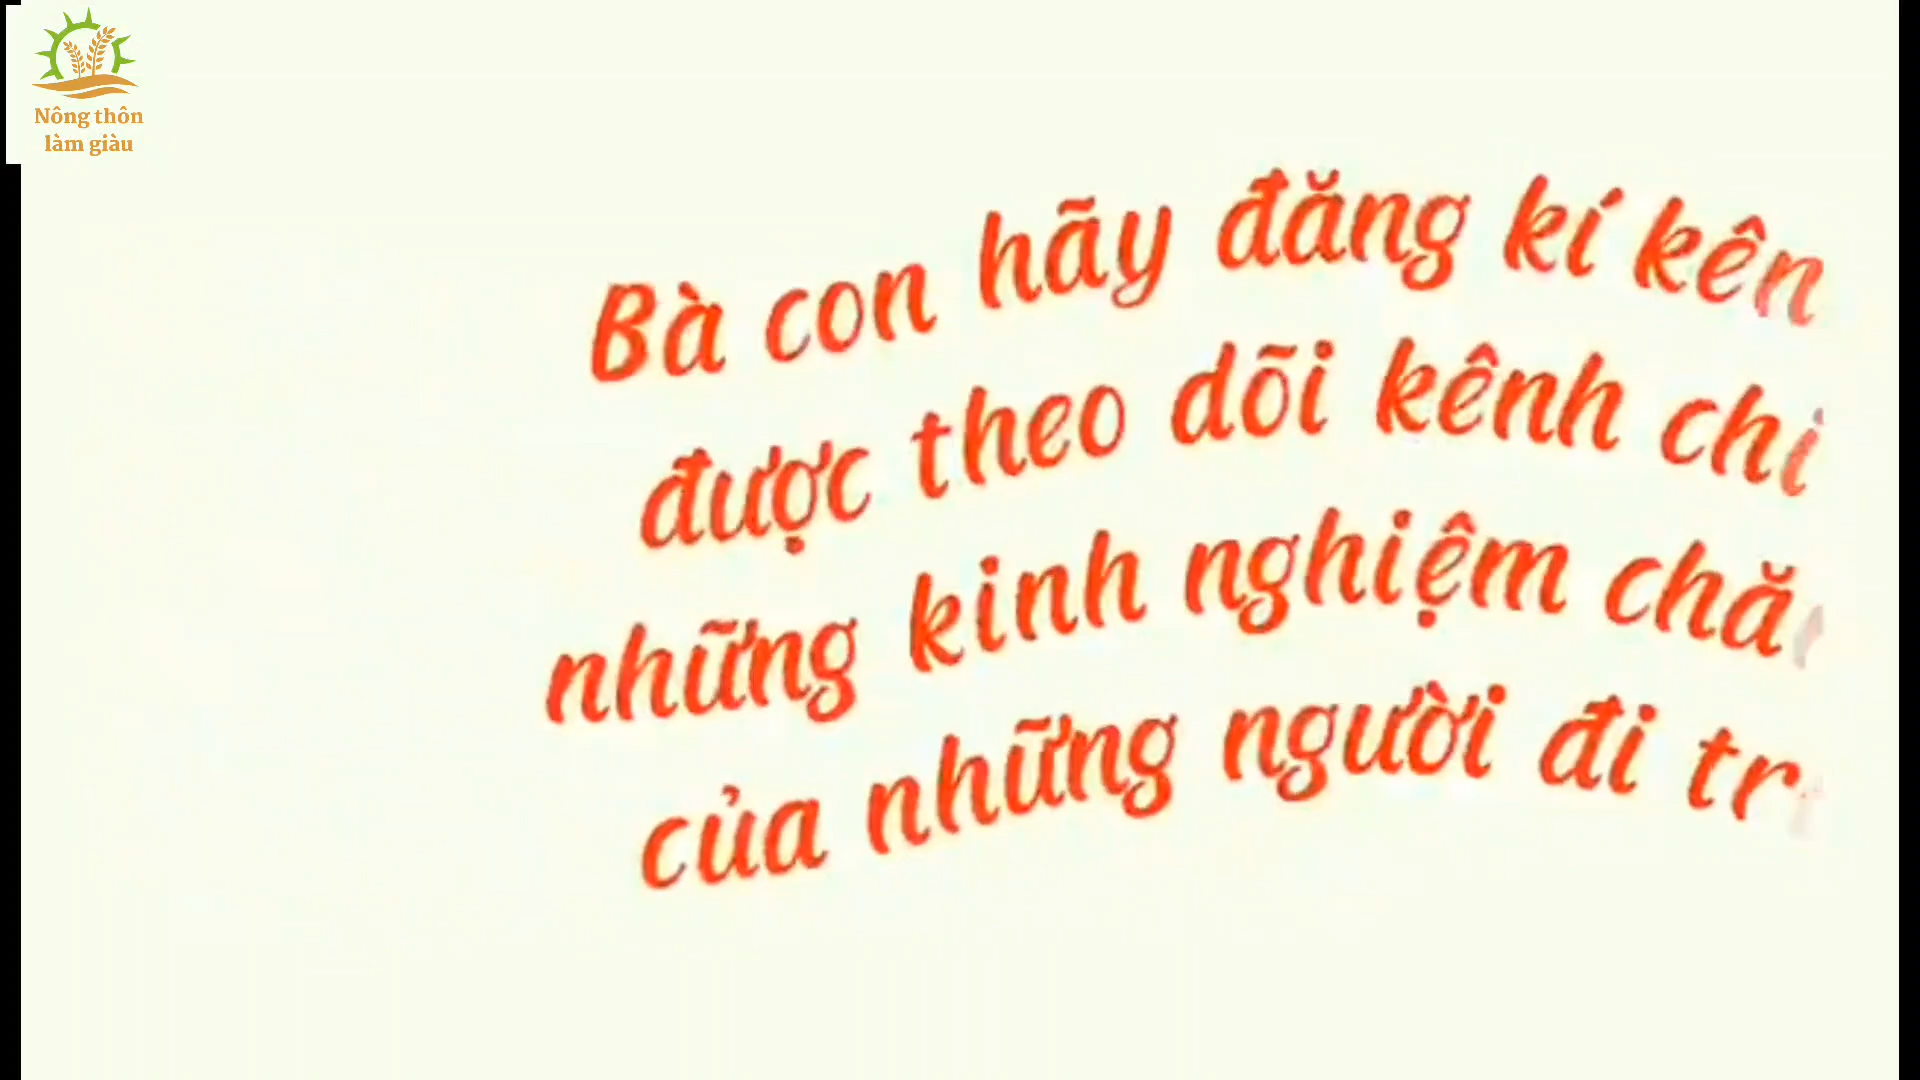 Nông thôn
làm giàu
Bà con hãy đăng kí kên
được theo dõi kênh chi
những kinh nghiệm chă
của những người đi tr